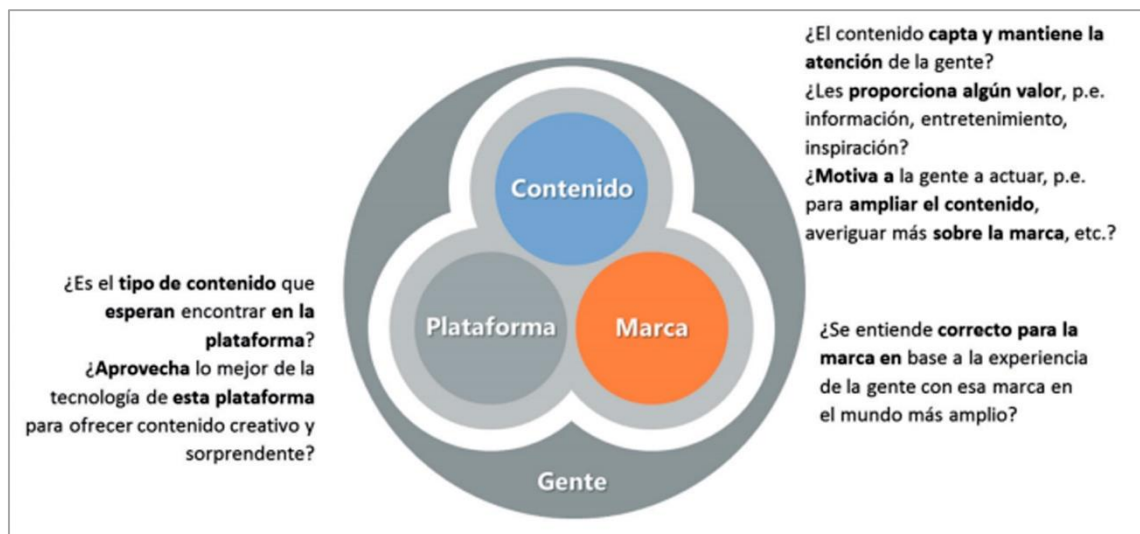 ¿El contenido capta y mantiene la
atención de la gente?
¿Les proporciona algún valor, p.e.
información, entretenimiento,
inspiración?
¿Motiva a la gente a actuar, p.e.
para ampliar el contenido,
averiguar más sobre la marca, etc.?
Contenido
¿Es el tipo de contenido que
esperan encontrar en la
plataforma?
¿Aprovecha lo mejor de la
tecnología de esta plataforma
para ofrecer contenido creativo y
sorprendente?
Plataforma
Marca
¿Se entiende correcto para la
marca en base a la experiencia
de la gente con esa marca en
el mundo más amplio?
Gente